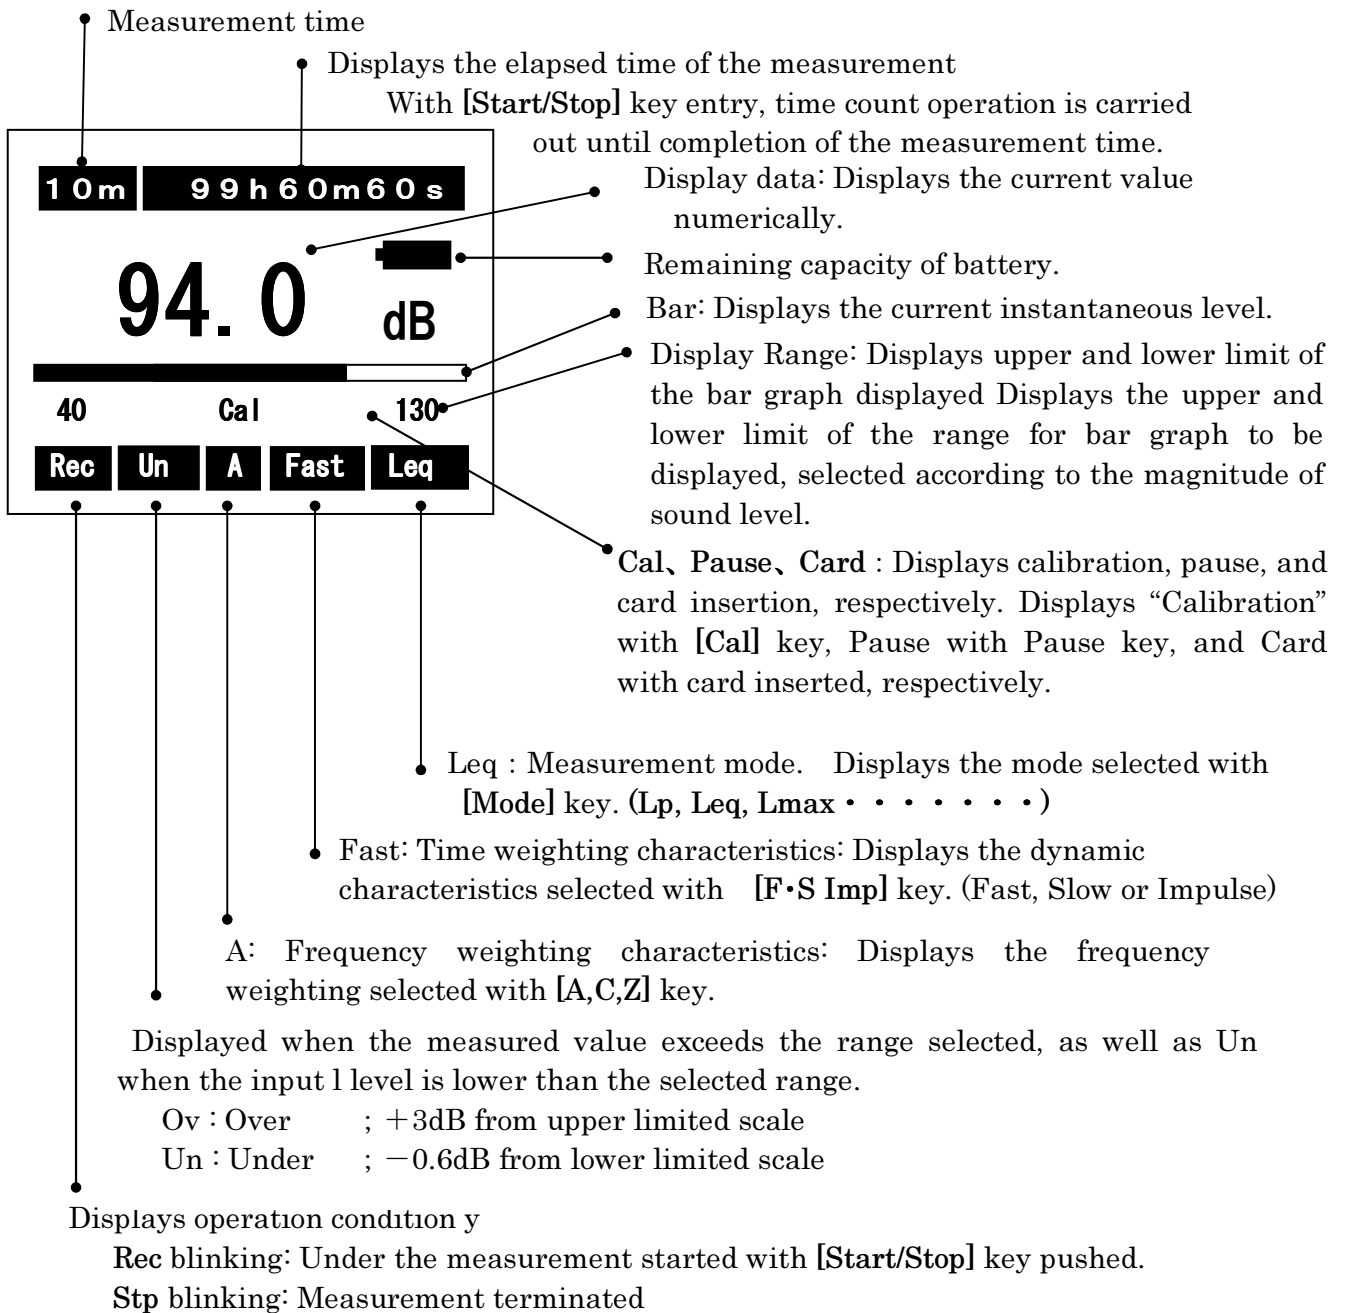 Measurement time
Displays the elapsed time of the measurement
With [Start/Stop] key entry, time count operation is carried
out until completion of the measurement time.
10m 99h60m60s
Display data: Displays the current value
numerically.
Remaining capacity of battery.
94.0 dB
Bar: Displays the current instantaneous level.
Display Range: Displays upper and lower limit of
the bar graph displayed Displays the upper and
lower limit of the range for bar graph to be
displayed, selected according to the magnitude of
sound level.
40 Cal 130
Rec Un A Fast Leq
Cal、Pause、Card : Displays calibration, pause, and
card insertion, respectively. Displays “Calibration”
with [Cal] key, Pause with Pause key, and Card
with card inserted, respectively.
Leq : Measurement mode. Displays the mode selected with
[Mode] key. (Lp, Leq, Lmax・・・・・・・)
Fast: Time weighting characteristics: Displays the dynamic
characteristics selected with [F・S Imp] key. (Fast, Slow or Impulse)
A: Frequency weighting characteristics: Displays the frequency
weighting selected with [A,C,Z] key.
Displayed when the measured value exceeds the range selected, as well as Un
when the input l level is lower than the selected range.
Ov : Over ; +3dB from upper limited scale
Un : Under ; −0.6dB from lower limited scale
Displays operation condition y
Rec blinking: Under the measurement started with [Start/Stop] key pushed.
Stp blinking: Measurement terminated